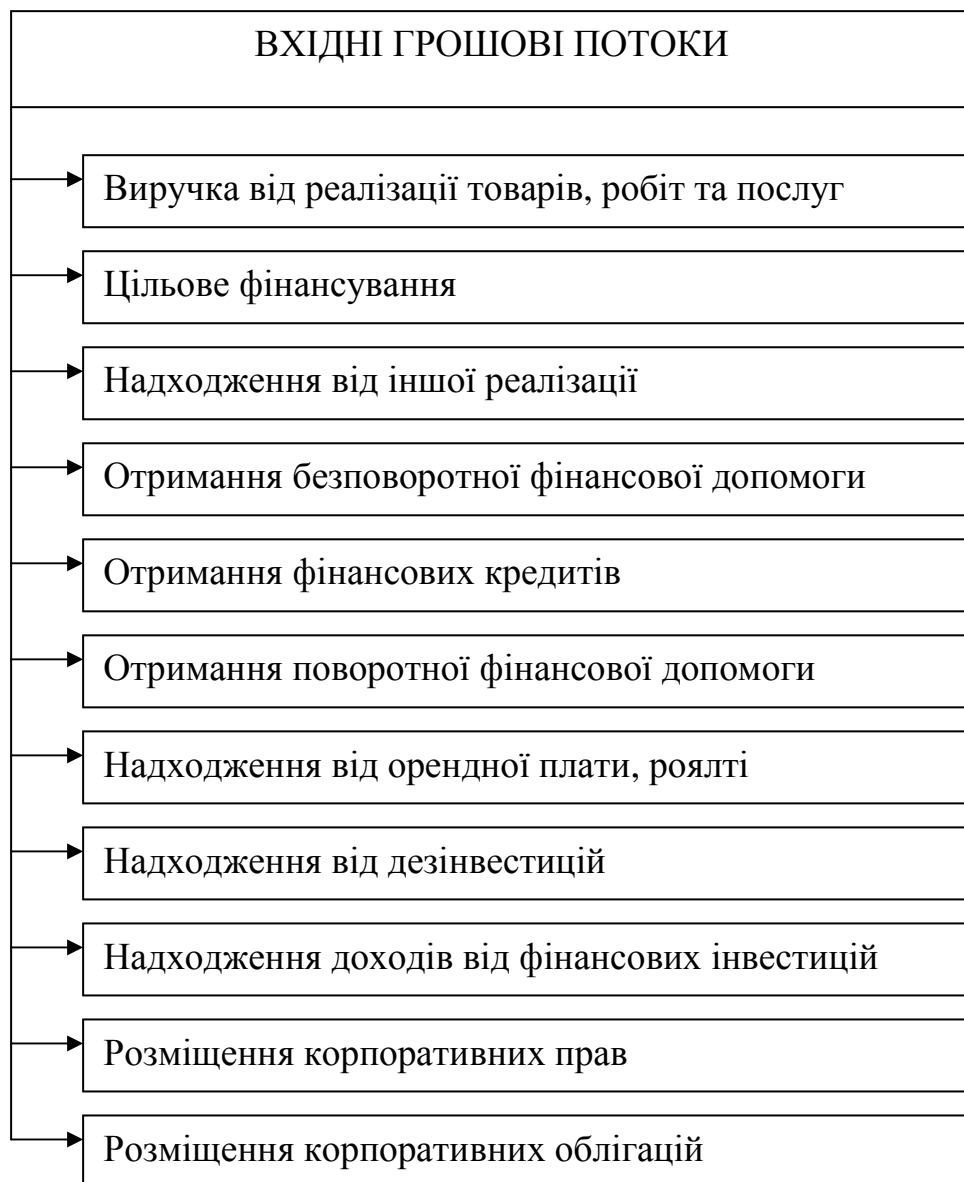 ВХІДНІ ГРОШОВІ ПОТОКИ
Виручка від реалізації товарів, робіт та послуг
Цільове фінансування
Надходження від іншої реалізації
Отримання безповоротної фінансової допомоги
Отримання фінансових кредитів
Отримання поворотної фінансової допомоги
Надходження від орендної плати, роялті
Надходження від дезінвестицій
Надходження доходів від фінансових інвестицій
Розміщення корпоративних прав
Розміщення корпоративних облігацій